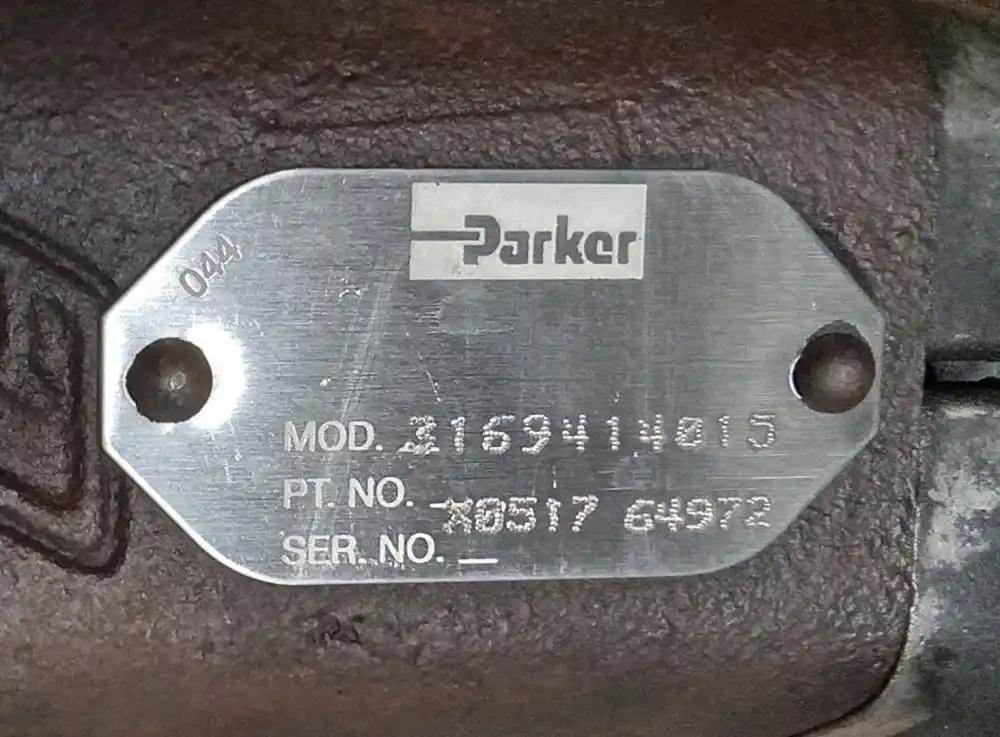 Parker
044
MOD. 3169414015
PT. NO.
X0517 64972
SER. NO.